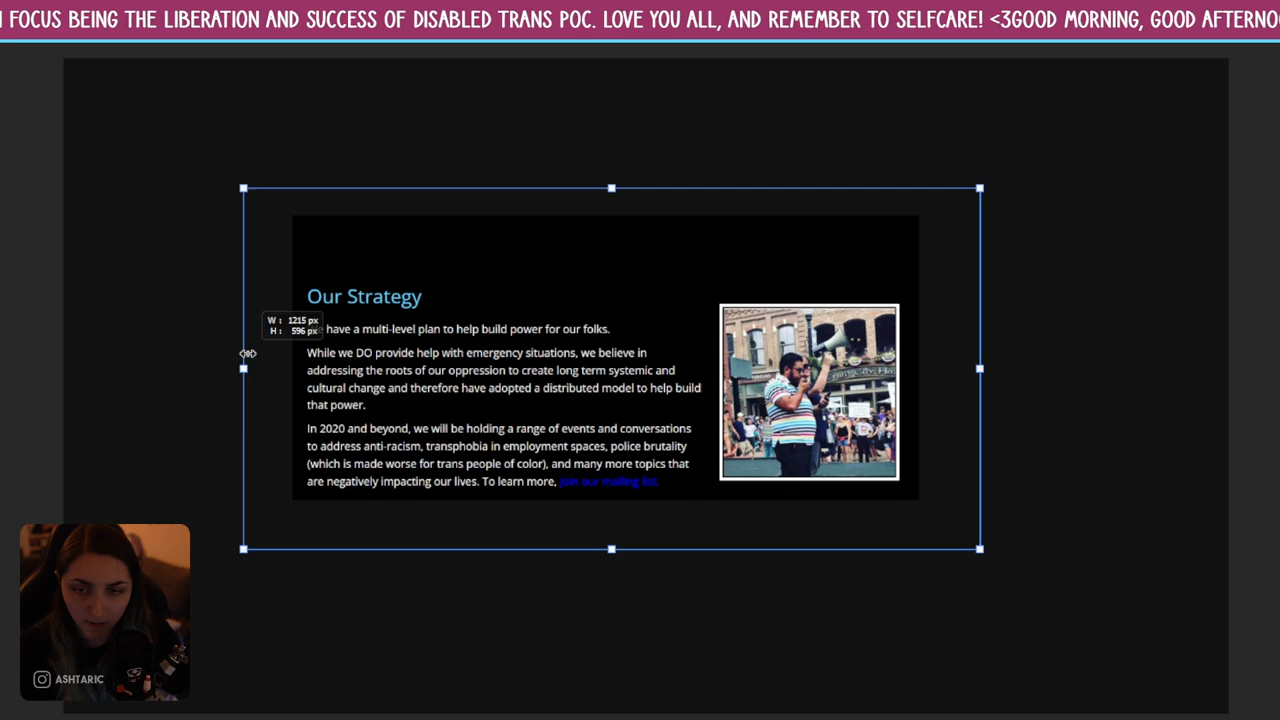 FOCUS BEING THE LIBERATION AND SUCCESS OF DISABLED TRANS POC. LOVE YOU ALL, AND REMEMBER TO SELFCARE! <3GOOD MORNING, GOOD
Our Strategy
have a multi-level plan to help build power for our folks.
While we DO provide help with emergency situations, we believe in
addressing the roots of our oppression to create long term systemic and
cultural change and therefore have adopted a distributed model to help build
that power.
In 2020 and beyond, we will be holding a range of events and conversations
to address anti-racism, transphobia in employment spaces, police brutality
(which is made worse for trans people of color), and many more topics that
are negatively impacting our lives. To learn more, join our mailing list.
W : 1215 px
H : 596 px
ASHTARIC